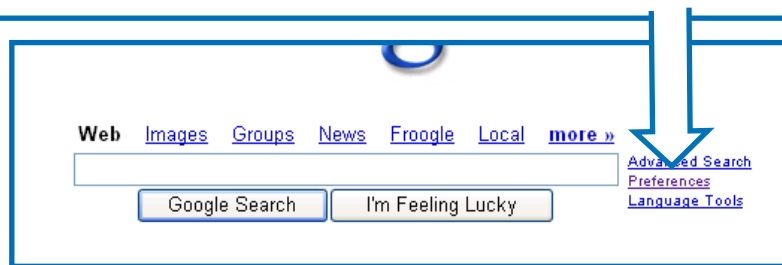 Web Images Groups News Froogle Local more »
Advanced Search
Preferences
Language Tools
Google Search I'm Feeling Lucky